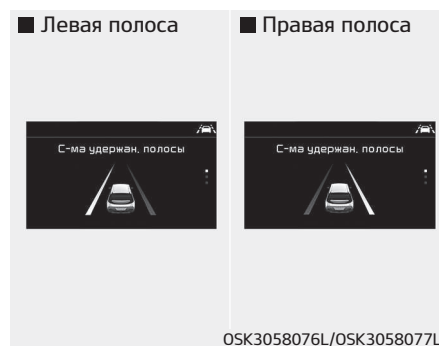 Левая полоса
Правая полоса
С-ма удержан. полосы
С-ма удержан. полосы
OSK3058076L/OSK3058077L